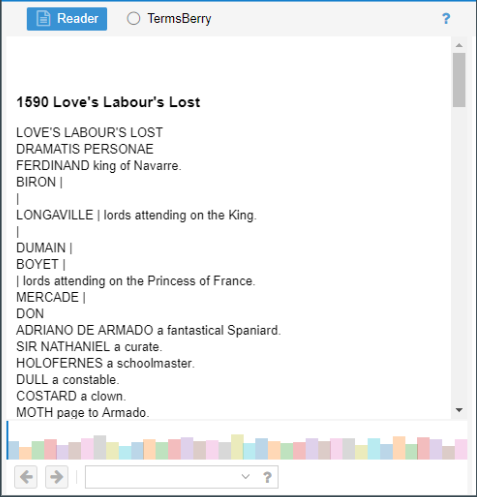 Reader TermsBerry ?
1590 Love's Labour's Lost
LOVE'S LABOUR'S LOST
DRAMATIS PERSONAE
FERDINAND king of Navarre.
BIRON |
|
LONGAVILLE | lords attending on the King.
|
DUMAIN |
BOYET |
| lords attending on the Princess of France.
MERCADE |
DON
ADRIANO DE ARMADO a fantastical Spaniard.
SIR NATHANIEL a curate.
HOLOFERNES a schoolmaster.
DULL a constable.
COSTARD a clown.
MOTH page to Armado.
?